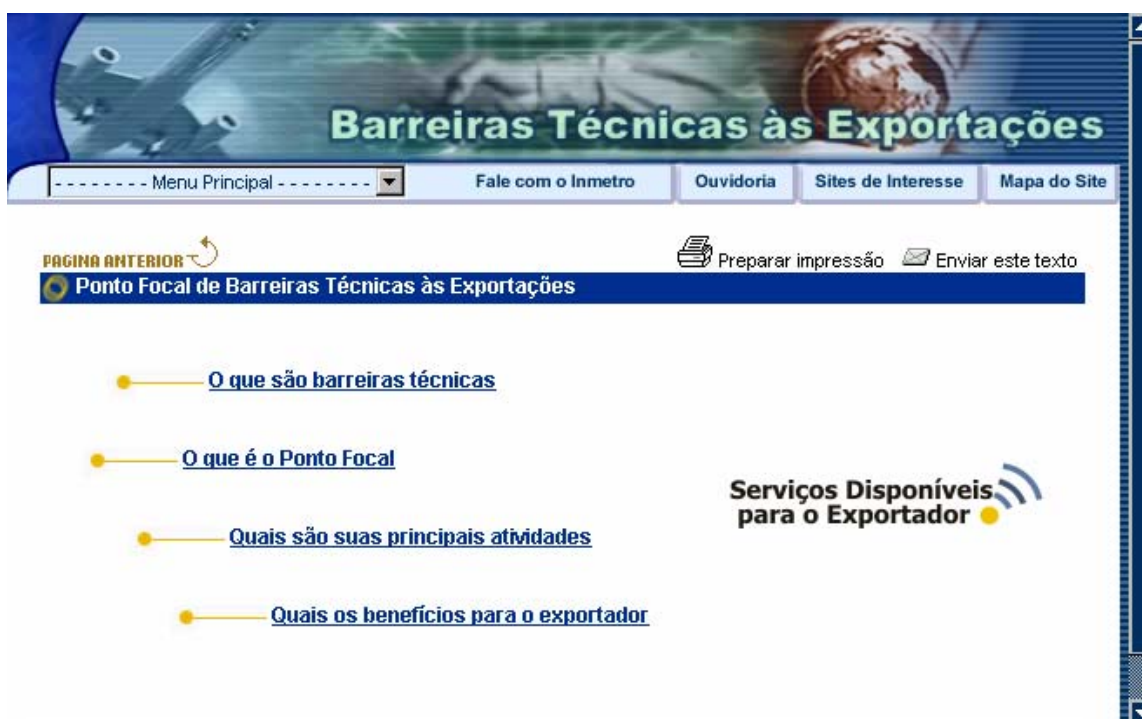 Barreiras Técnicas às Exportações
- - - - - - - - Menu Principal - - - - - - - -
Fale com o Inmetro
Ouvidoria
Sites de Interesse
Mapa do Site
PAGINA ANTERIOR
Preparar impressão
Enviar este texto
Ponto Focal de Barreiras Técnicas às Exportações
O que são barreiras técnicas
O que é o Ponto Focal
Serviços Disponíveis
para o Exportador
Quais são suas principais atividades
Quais os benefícios para o exportador